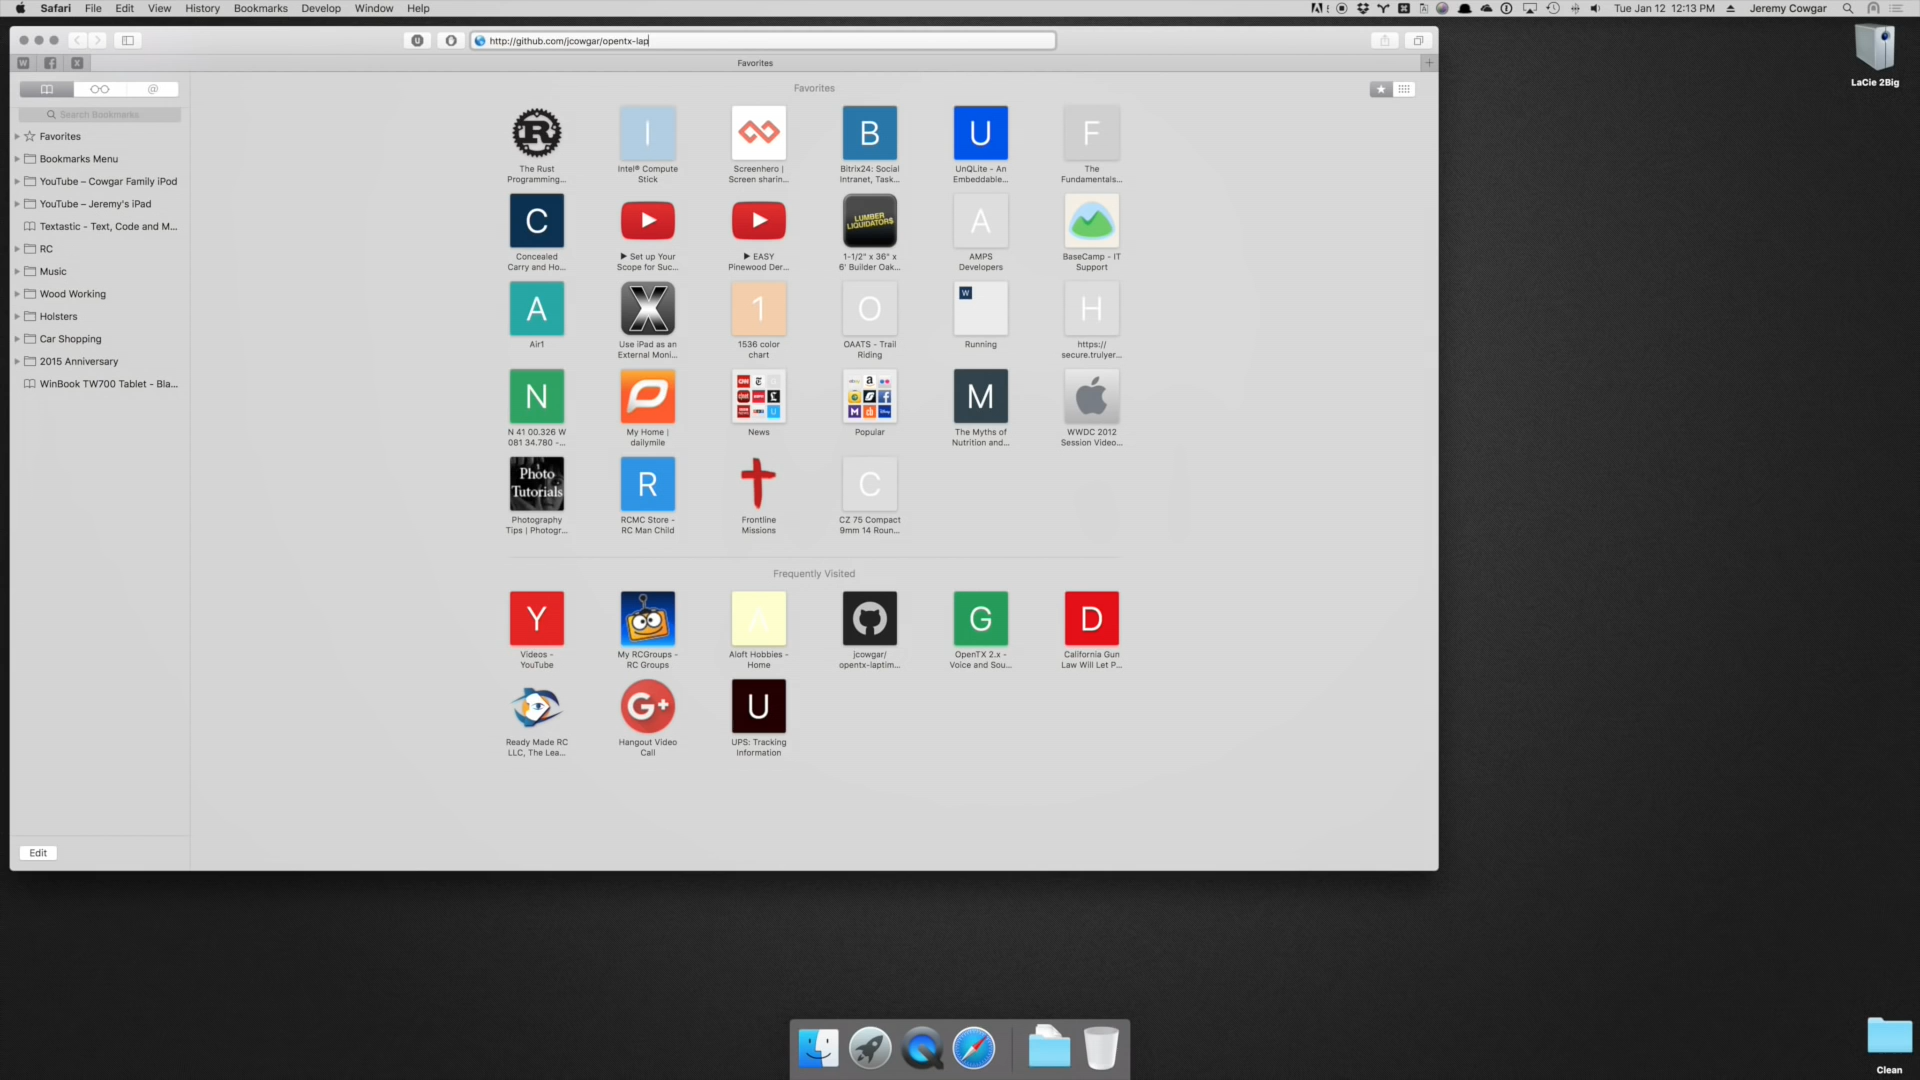 Safari File Edit View History Bookmarks Develop Window Help
Tue Jan 12 12:13 PM Jeremy Cowgar
http://github.com/jcowgar/opentx-lap
Favorites
Favorites
Search Bookmarks
Favorites
Bookmarks Menu
YouTube – Cowgar Family iPod
YouTube – Jeremy's iPad
Textastic - Text, Code and M...
RC
Music
Wood Working
Holsters
Car Shopping
2015 Anniversary
WinBook TW700 Tablet - Bla...
Edit
The Rust
Programming...
I
Intel® Compute
Stick
Screenhero |
Screen sharin...
B
Bitrix24: Social
Intranet, Task...
U
UnQLite - An
Embeddable...
F
The
Fundamentals...
C
Concealed
Carry and Ho...
▶ Set up Your
Scope for Suc...
▶ EASY
Pinewood Der...
LUMBER
LIQUIDATORS
1-1/2" x 36" x
6' Builder Oak...
A
AMPS
Developers
BaseCamp - IT
Support
A
Air1
X
Use iPad as an
External Moni...
1
1536 color
chart
O
OAATS - Trail
Riding
W
Running
H
https://
secure.trulyer...
N
N 41 00.326 W
081 34.780 -...
My Home |
dailymile
News
Popular
M
The Myths of
Nutrition and...
WWDC 2012
Session Video...
Photo
Tutorials
Photography
Tips | Photogr...
R
RCMC Store -
RC Man Child
Frontline
Missions
C
CZ 75 Compact
9mm 14 Roun...
Frequently Visited
Y
Videos -
YouTube
My RCGroups -
RC Groups
A
Aloft Hobbies -
Home
jcowgar/
opentx-laptim...
G
OpenTX 2.x -
Voice and Sou...
D
California Gun
Law Will Let P...
Ready Made RC
LLC, The Lea...
G+
Hangout Video
Call
U
UPS: Tracking
Information
LaCie 2Big
Clean